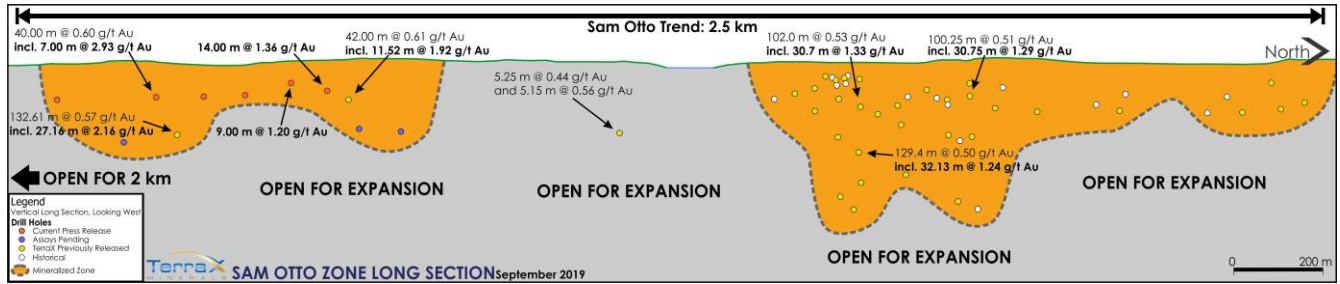 Sam Otto Trend: 2.5 km
40.00 m @ 0.60 g/t Au
incl. 7.00 m @ 2.93 g/t Au
14.00 m @ 1.36 g/t Au
42.00 m @ 0.61 g/t Au
incl. 11.52 m @ 1.92 g/t Au
102.0 m @ 0.53 g/t Au
incl. 30.7 m @ 1.33 g/t Au
100.25 m @ 0.51 g/t Au
incl. 30.75 m @ 1.29 g/t Au
North
5.25 m @ 0.44 g/t Au
and 5.15 m @ 0.56 g/t Au
132.61 m @ 0.57 g/t Au
incl. 27.16 m @ 2.16 g/t Au
9.00 m @ 1.20 g/t Au
129.4 m @ 0.50 g/t Au
incl. 32.13 m @ 1.24 g/t Au
OPEN FOR 2 km
OPEN FOR EXPANSION
OPEN FOR EXPANSION
OPEN FOR EXPANSION
OPEN FOR EXPANSION
Legend
Vertical Long Section, Looking West
Drill Holes
Current Press Release
Assays Pending
TerraX Previously Released
Historical
Mineralized Zone
TerraX
MINERALS
SAM OTTO ZONE LONG SECTION September 2019
0 200 m